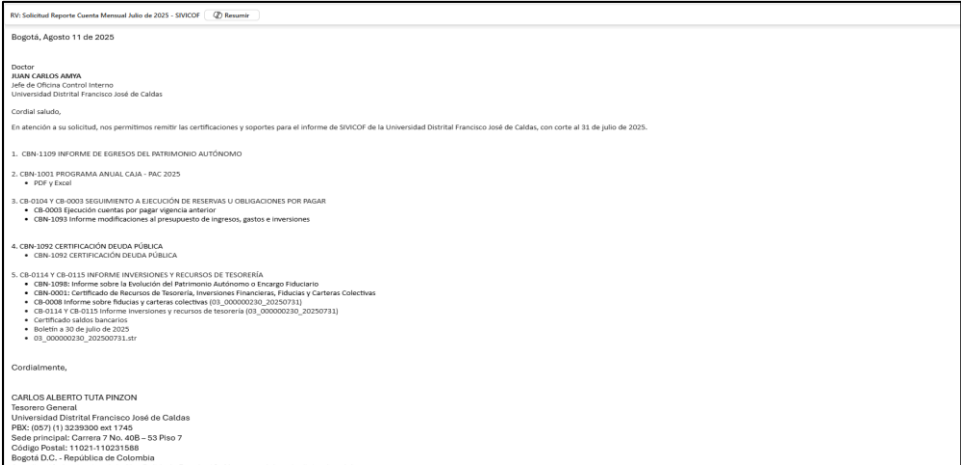 RV: Solicitud Reporte Cuenta Mensual Julio de 2025 - SIVICOF
Resumir
Bogotá, Agosto 11 de 2025
Doctor
JUAN CARLOS AMYA
Jefe de Oficina Control Interno
Universidad Distrital Francisco José de Caldas
Cordial saludo,
En atención a su solicitud, nos permitimos remitir las certificaciones y soportes para el informe de SIVICOF de la Universidad Distrital Francisco José de Caldas, con corte al 31 de julio de 2025.
1. CBN-1109 INFORME DE EGRESOS DEL PATRIMONIO AUTÓNOMO
2. CBN-1001 PROGRAMA ANUAL CAJA - PAC 2025
• PDF y Excel
3. CB-0104 Y CB-0003 SEGUIMIENTO A EJECUCIÓN DE RESERVAS U OBLIGACIONES POR PAGAR
• CB-0003 Ejecución cuentas por pagar vigencia anterior
• CBN-1093 Informe modificaciones al presupuesto de ingresos, gastos e inversiones
4. CBN-1092 CERTIFICACIÓN DEUDA PÚBLICA
• CBN-1092 CERTIFICACIÓN DEUDA PÚBLICA
5. CB-0114 Y CB-0115 INFORME INVERSIONES Y RECURSOS DE TESORERÍA
• CBN-1098: Informe sobre la Evolución del Patrimonio Autónomo o Encargo Fiduciario
• CBN-0001: Certificado de Recursos de Tesorería, Inversiones Financieras, Fiducias y Carteras Colectivas
• CB-0008 Informe sobre fiducias y carteras colectivas (03_000000230_20250731)
• CB-0114 Y CB-0115 Informe inversiones y recursos de tesorería (03_000000230_20250731)
• Certificado saldos bancarios
• Boletín a 30 de julio de 2025
• 03_000000230_202500731.str
Cordialmente,
CARLOS ALBERTO TUTA PINZON
Tesorero General
Universidad Distrital Francisco José de Caldas
PBX: (057) (1) 3239300 ext 1745
Sede principal: Carrera 7 No. 40B – 53 Piso 7
Código Postal: 11021-110231588
Bogotá D.C. - República de Colombia